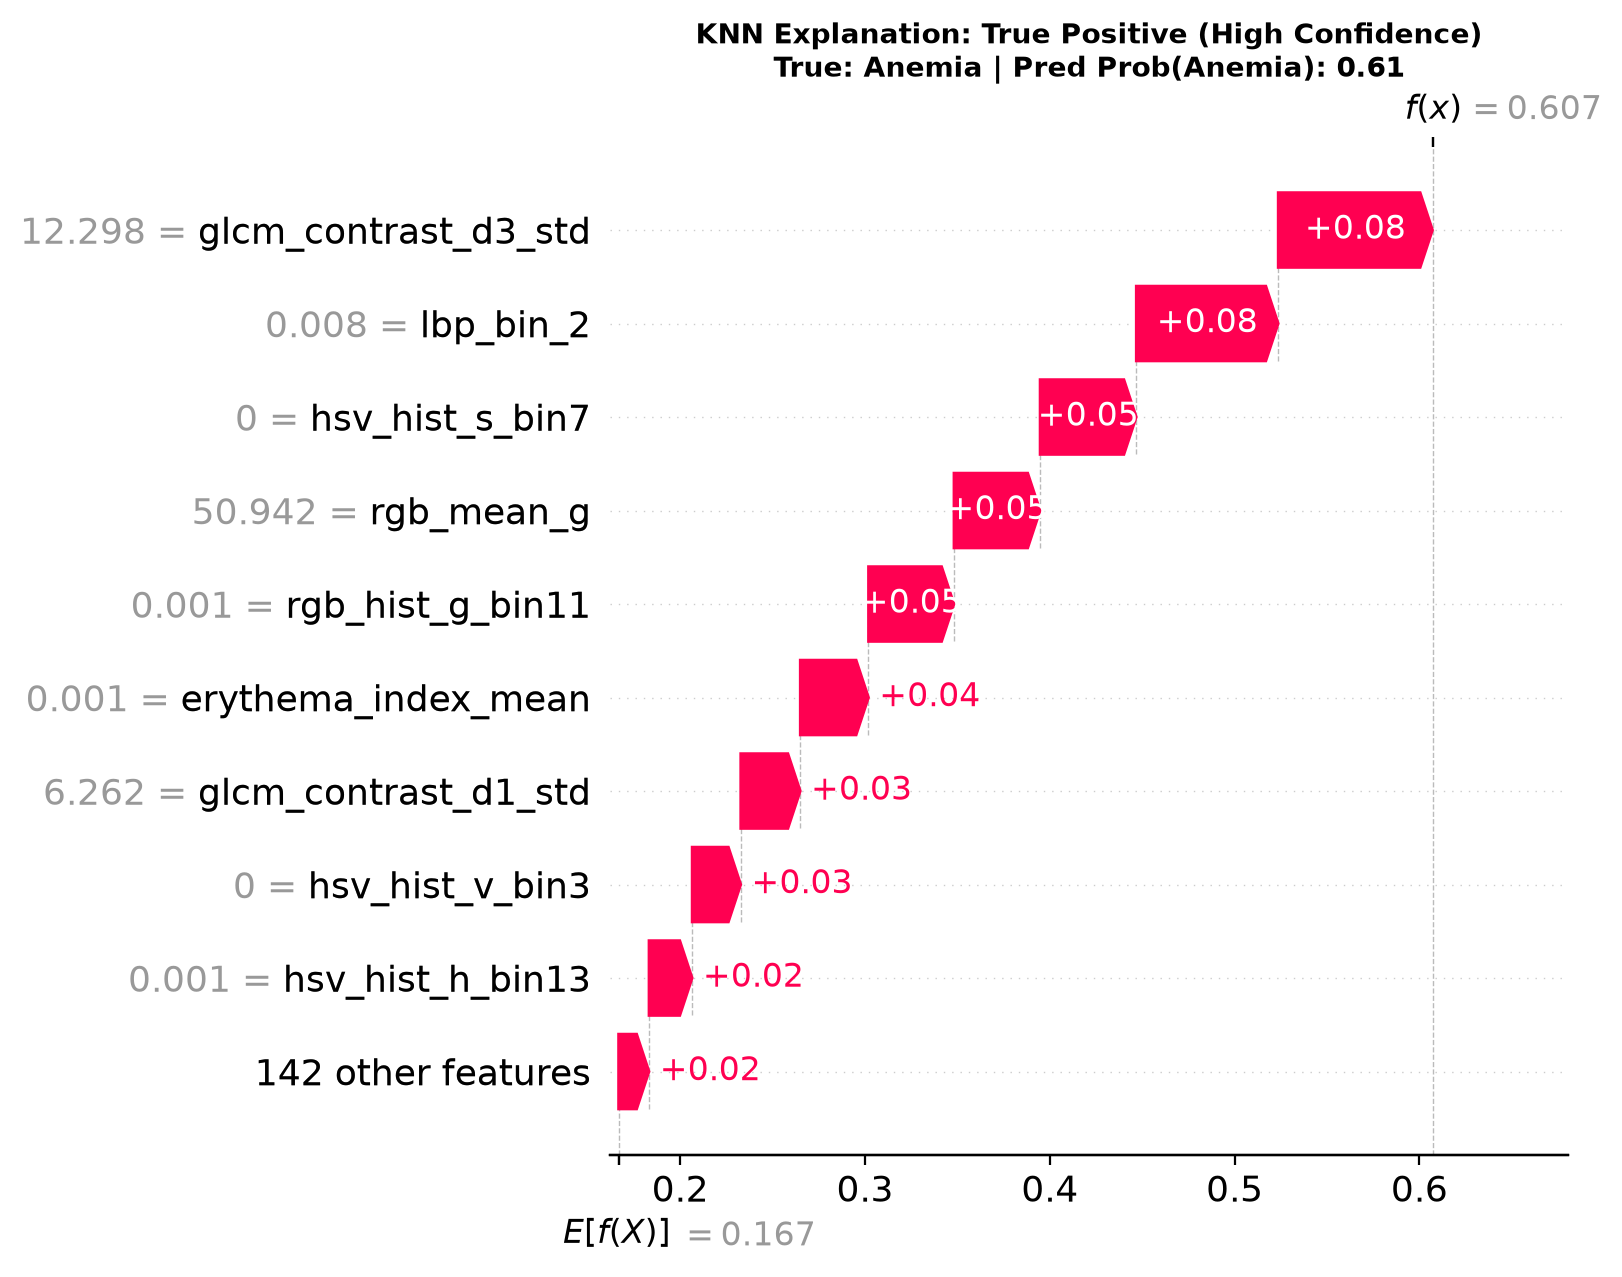 KNN Explanation: True Positive (High Confidence)
True: Anemia | Pred Prob(Anemia): 0.61
f(x) = 0.607
12.298 = glcm_contrast_d3_std +0.08
0.008 = lbp_bin_2 +0.08
0 = hsv_hist_s_bin7 +0.05
50.942 = rgb_mean_g +0.05
0.001 = rgb_hist_g_bin11 +0.05
0.001 = erythema_index_mean +0.04
6.262 = glcm_contrast_d1_std +0.03
0 = hsv_hist_v_bin3 +0.03
0.001 = hsv_hist_h_bin13 +0.02
142 other features +0.02
0.2 0.3 0.4 0.5 0.6
E[f(X)] = 0.167